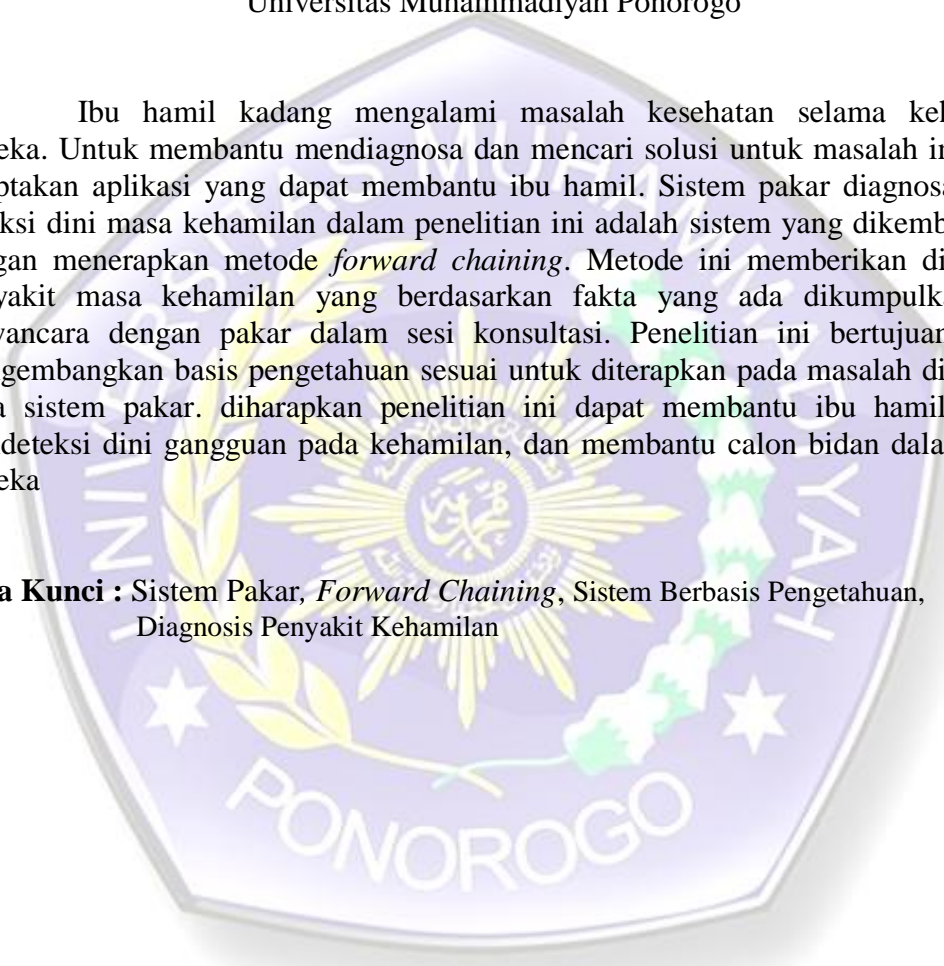 Universitas Muhammadiyah Ponorogo
Ibu hamil kadang mengalami masalah kesehatan selama keh
eka. Untuk membantu mendiagnosa dan mencari solusi untuk masalah in
ptakan aplikasi yang dapat membantu ibu hamil. Sistem pakar diagnosa
ksi dini masa kehamilan dalam penelitian ini adalah sistem yang dikemb
gan menerapkan metode forward chaining. Metode ini memberikan di
yakit masa kehamilan yang berdasarkan fakta yang ada dikumpulka
vancara dengan pakar dalam sesi konsultasi. Penelitian ini bertujuan
gembangkan basis pengetahuan sesuai untuk diterapkan pada masalah di
a sistem pakar. diharapkan penelitian ini dapat membantu ibu hamil
deteksi dini gangguan pada kehamilan, dan membantu calon bidan dala
eka
a Kunci : Sistem Pakar, Forward Chaining, Sistem Berbasis Pengetahuan,
Diagnosis Penyakit Kehamilan
UNIVERSITAS MUHAMMADIYAH
PONOROGO